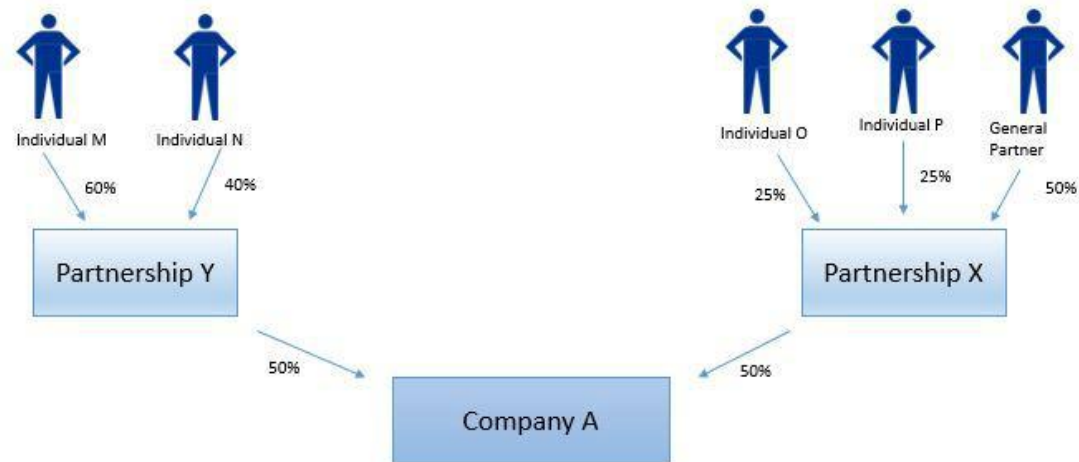 Individual M
Individual N
Individual O
Individual P
General
Partner
60%
40%
25%
25%
50%
Partnership Y
Partnership X
50%
50%
Company A